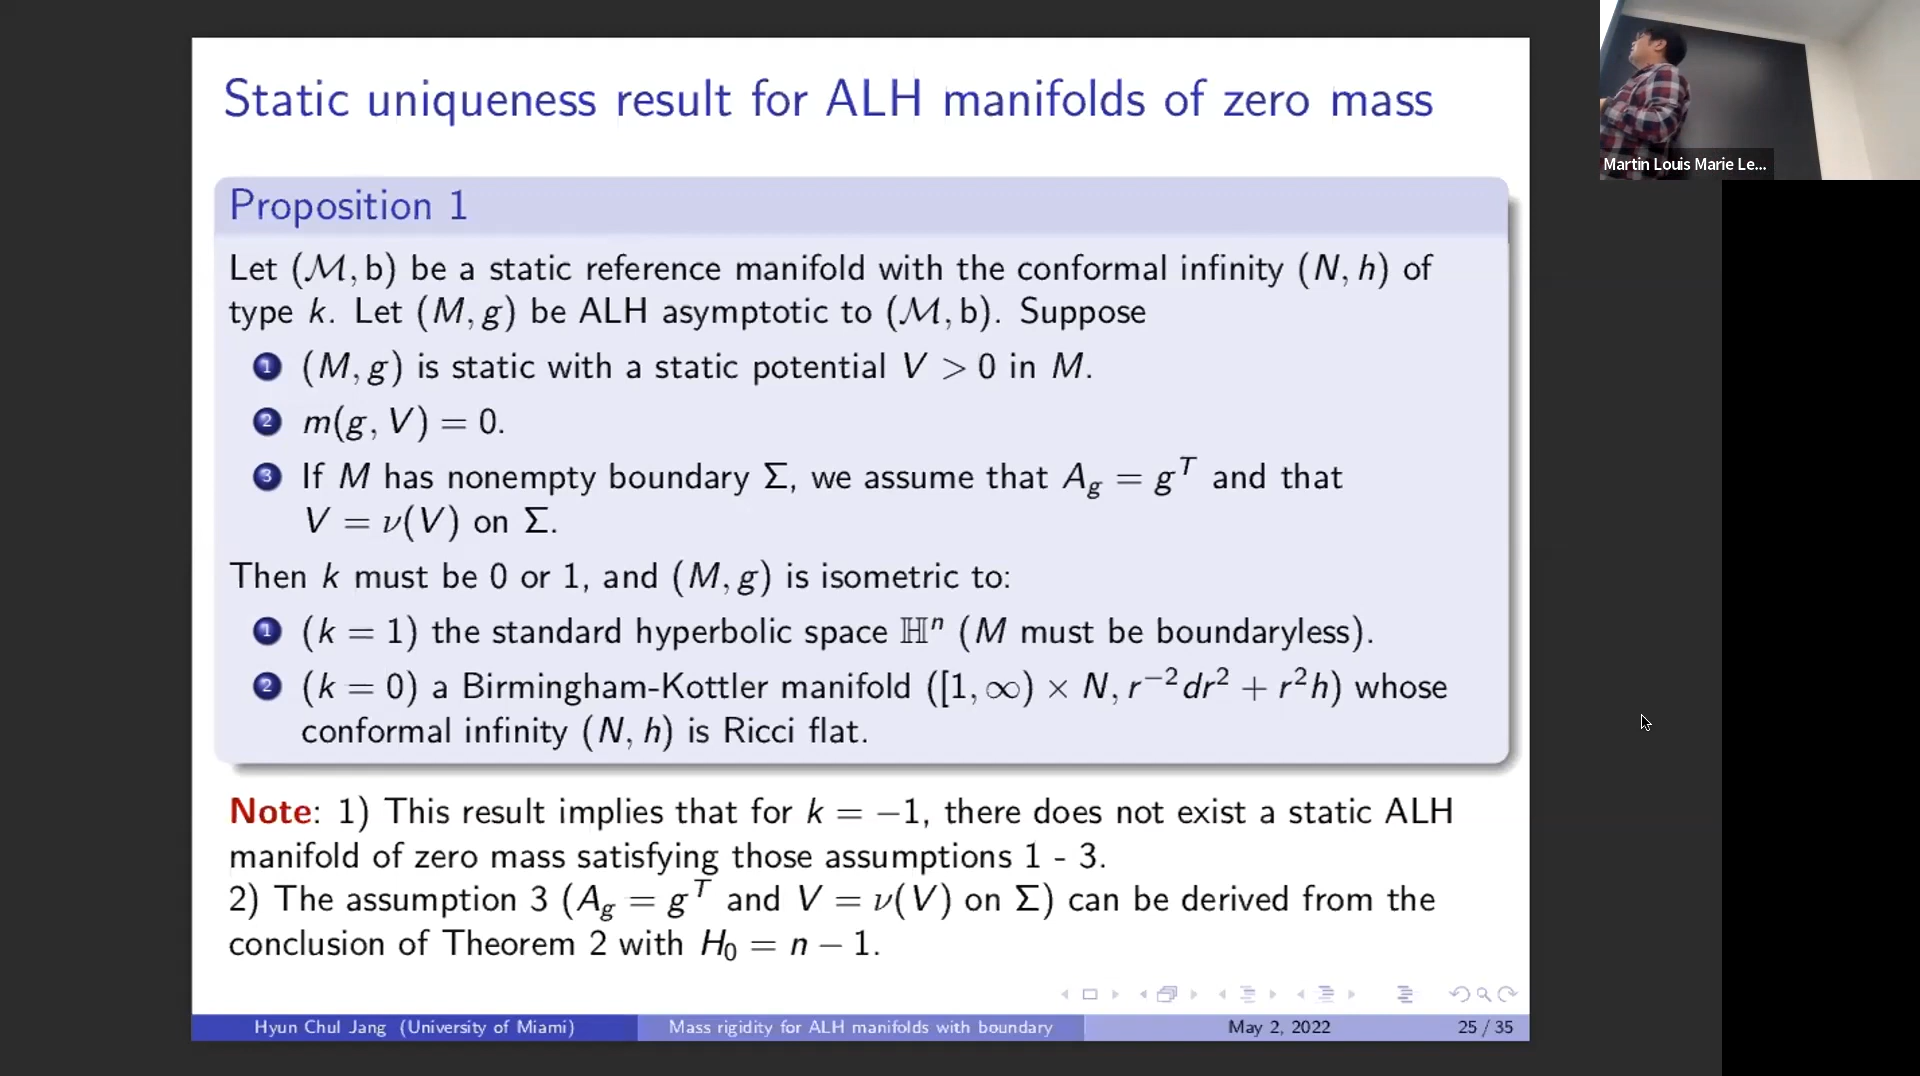 Static uniqueness result for ALH manifolds of zero mass
Martin Louis Marie Le...
Proposition 1
Let (ℳ, b) be a static reference manifold with the conformal infinity (N, h) of
type k. Let (M, g) be ALH asymptotic to (ℳ, b). Suppose
1 (M, g) is static with a static potential V > 0 in M.
2 m(g, V) = 0.
3 If M has nonempty boundary Σ, we assume that A_g = g^T and that
V = ν(V) on Σ.
Then k must be 0 or 1, and (M, g) is isometric to:
1 (k = 1) the standard hyperbolic space ℍⁿ (M must be boundaryless).
2 (k = 0) a Birmingham-Kottler manifold ([1, ∞) × N, r⁻²dr² + r²h) whose
conformal infinity (N, h) is Ricci flat.
Note: 1) This result implies that for k = −1, there does not exist a static ALH
manifold of zero mass satisfying those assumptions 1 - 3.
2) The assumption 3 (A_g = g^T and V = ν(V) on Σ) can be derived from the
conclusion of Theorem 2 with H₀ = n − 1.
Hyun Chul Jang (University of Miami) Mass rigidity for ALH manifolds with boundary May 2, 2022 25 / 35